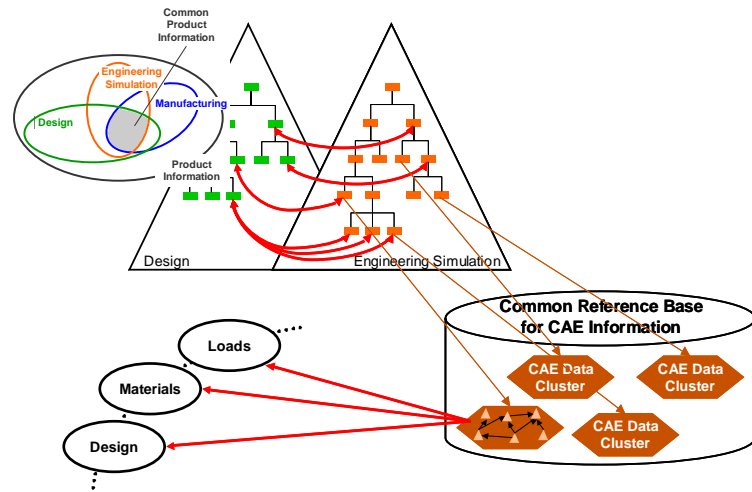 Common
Product
Information
Engineering
Simulation
Manufacturing
Design
Product
Information
Design
Engineering Simulation
Common Reference Base
for CAE Information
CAE Data
Cluster
CAE Data
Cluster
CAE Data
Cluster
Loads
Materials
Design